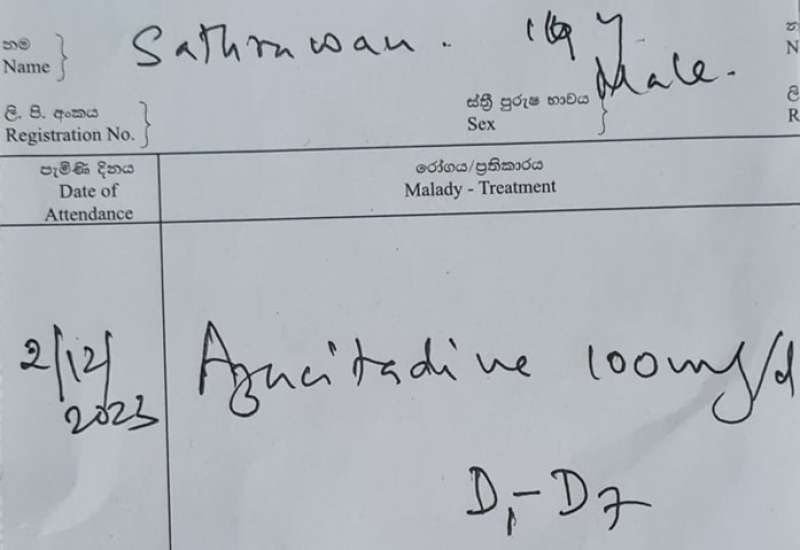 නම
Name Sathruwan. 16 y
Male.
ලි. පි. අංකය
Registration No.
ස්ත්‍රී පුරුෂ භාවය
Sex
N
ලි
R
පැමිණි දිනය
Date of
Attendance
රෝගය/ප්‍රතිකාරය
Malady - Treatment
2/12/
2023
Azacitadine 100mg/d
D1-D7